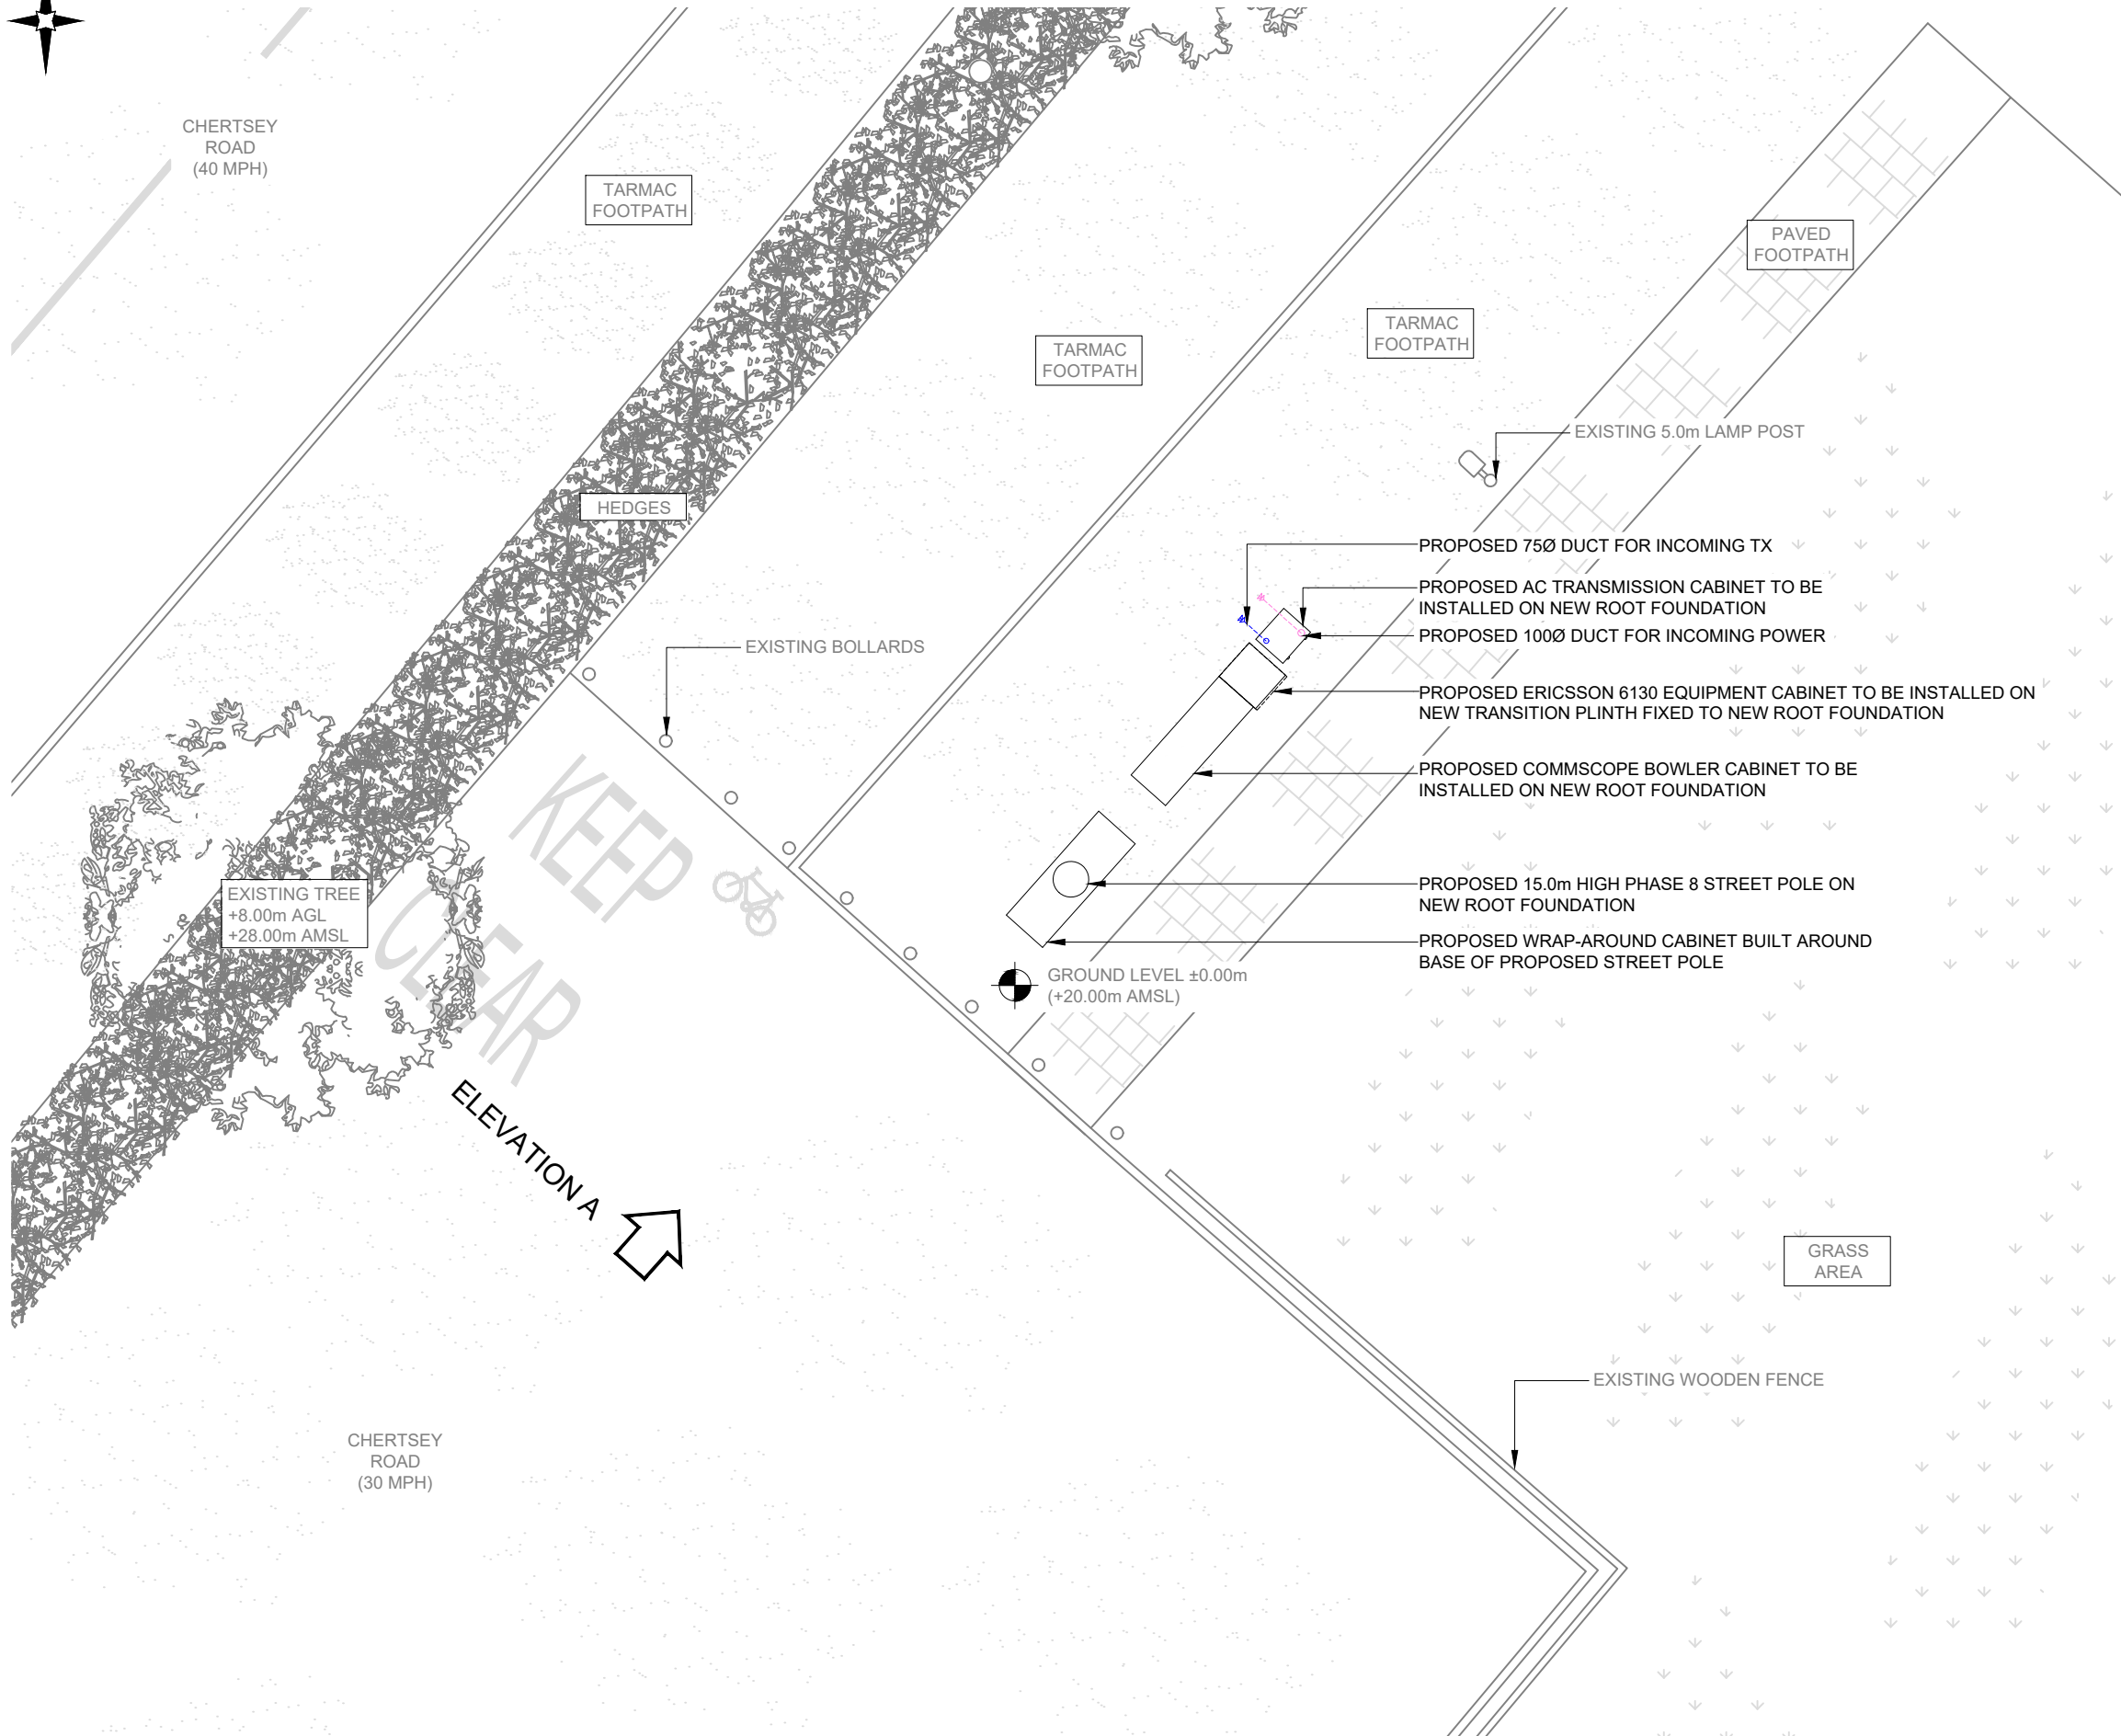 CHERTSEY
ROAD
(40 MPH)
TARMAC
FOOTPATH
PAVED
FOOTPATH
TARMAC
FOOTPATH
TARMAC
FOOTPATH
EXISTING 5.0m LAMP POST
HEDGES
PROPOSED 75Ø DUCT FOR INCOMING TX
PROPOSED AC TRANSMISSION CABINET TO BE
INSTALLED ON NEW ROOT FOUNDATION
PROPOSED 100Ø DUCT FOR INCOMING POWER
EXISTING BOLLARDS
PROPOSED ERICSSON 6130 EQUIPMENT CABINET TO BE INSTALLED ON
NEW TRANSITION PLINTH FIXED TO NEW ROOT FOUNDATION
PROPOSED COMMSCOPE BOWLER CABINET TO BE
INSTALLED ON NEW ROOT FOUNDATION
KEEP
CLEAR
EXISTING TREE
+8.00m AGL
+28.00m AMSL
PROPOSED 15.0m HIGH PHASE 8 STREET POLE ON
NEW ROOT FOUNDATION
PROPOSED WRAP-AROUND CABINET BUILT AROUND
BASE OF PROPOSED STREET POLE
GROUND LEVEL ±0.00m
(+20.00m AMSL)
ELEVATION A
GRASS
AREA
EXISTING WOODEN FENCE
CHERTSEY
ROAD
(30 MPH)